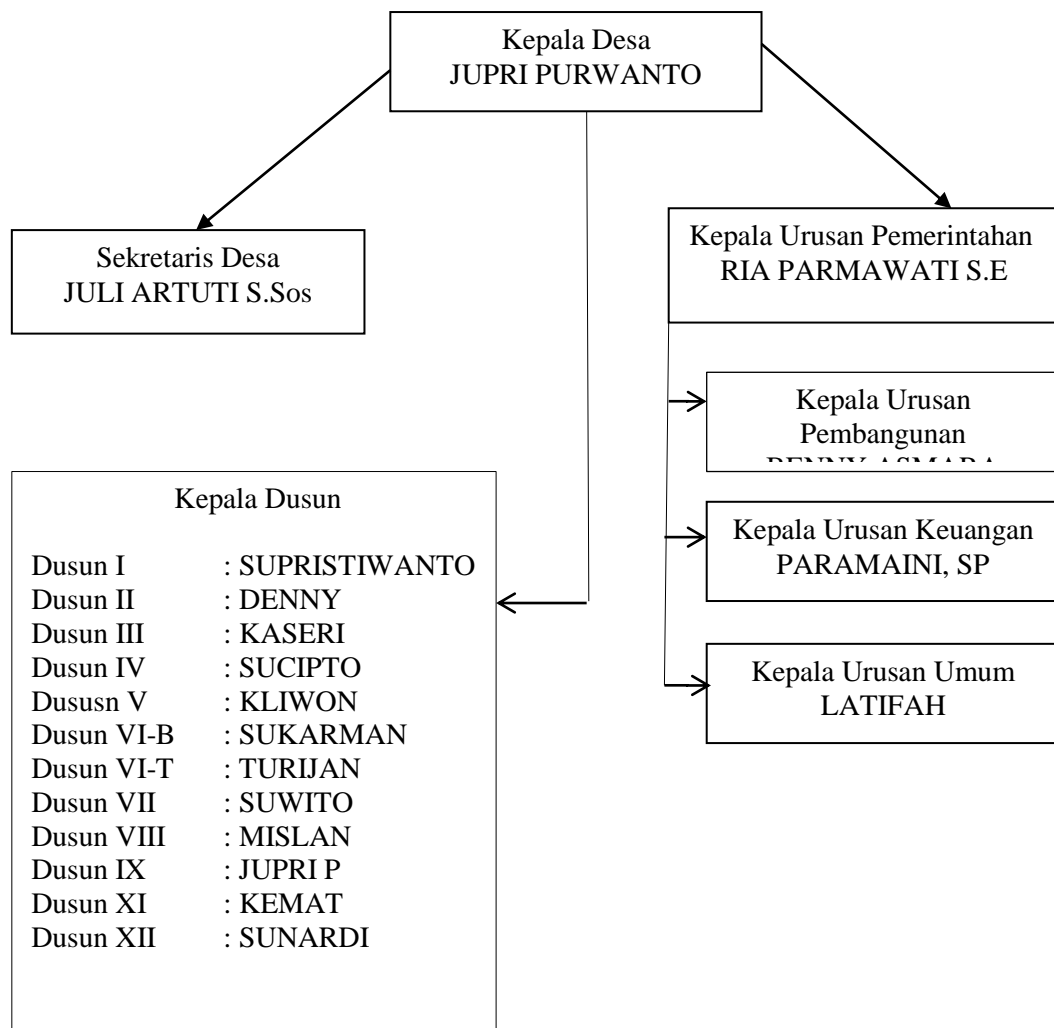 Kepala Desa
JUPRI PURWANTO
Sekretaris Desa
JULI ARTUTI S.Sos
Kepala Urusan Pemerintahan
RIA PARMAWATI S.E
Kepala Urusan
Pembangunan
Kepala Urusan Keuangan
PARAMAINI, SP
Kepala Urusan Umum
LATIFAH
Kepala Dusun
Dusun I : SUPRISTIWANTO
Dusun II : DENNY
Dusun III : KASERI
Dusun IV : SUCIPTO
Dususn V : KLIWON
Dusun VI-B : SUKARMAN
Dusun VI-T : TURIJAN
Dusun VII : SUWITO
Dusun VIII : MISLAN
Dusun IX : JUPRI P
Dusun XI : KEMAT
Dusun XII : SUNARDI